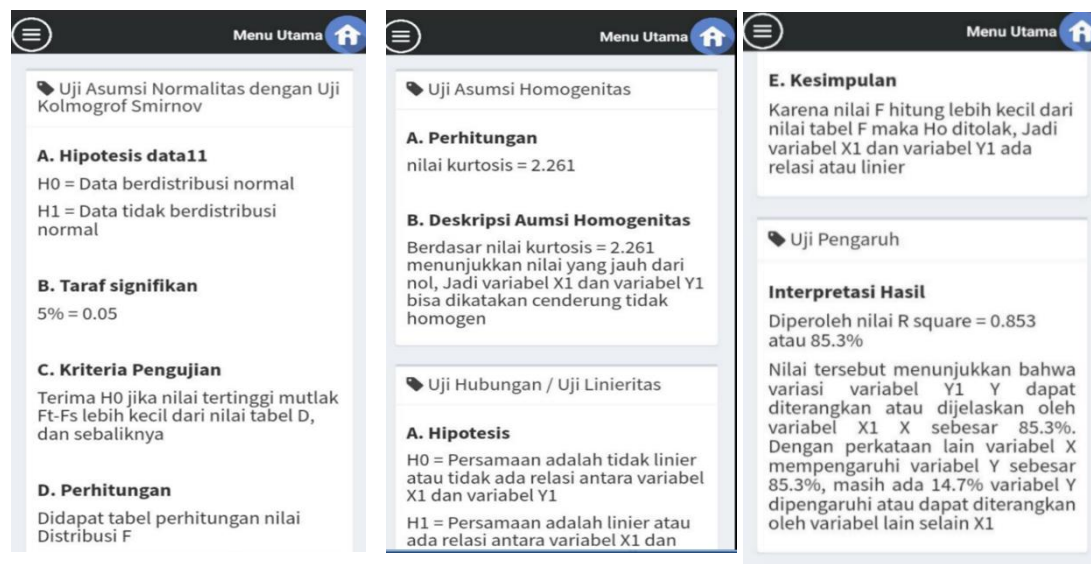 Menu Utama
Uji Asumsi Normalitas dengan Uji
Kolmogrof Smirnov
A. Hipotesis data11
H0 = Data berdistribusi normal
H1 = Data tidak berdistribusi
normal
B. Taraf signifikan
5% = 0.05
C. Kriteria Pengujian
Terima H0 jika nilai tertinggi mutlak
Ft-Fs lebih kecil dari nilai tabel D,
dan sebaliknya
D. Perhitungan
Didapat tabel perhitungan nilai
Distribusi F
Menu Utama
Uji Asumsi Homogenitas
A. Perhitungan
nilai kurtosis = 2.261
B. Deskripsi Aumsi Homogenitas
Berdasar nilai kurtosis = 2.261
menunjukkan nilai yang jauh dari
nol, Jadi variabel X1 dan variabel Y1
bisa dikatakan cenderung tidak
homogen
Uji Hubungan / Uji Linieritas
A. Hipotesis
H0 = Persamaan adalah tidak linier
atau tidak ada relasi antara variabel
X1 dan variabel Y1
H1 = Persamaan adalah linier atau
ada relasi antara variabel X1 dan
Menu Utama
E. Kesimpulan
Karena nilai F hitung lebih kecil dari
nilai tabel F maka Ho ditolak, Jadi
variabel X1 dan variabel Y1 ada
relasi atau linier
Uji Pengaruh
Interpretasi Hasil
Diperoleh nilai R square = 0.853
atau 85.3%
Nilai tersebut menunjukkan bahwa
variasi variabel Y1 Y dapat
diterangkan atau dijelaskan oleh
variabel X1 X sebesar 85.3%.
Dengan perkataan lain variabel X
mempengaruhi variabel Y sebesar
85.3%, masih ada 14.7% variabel Y
dipengaruhi atau dapat diterangkan
oleh variabel lain selain X1